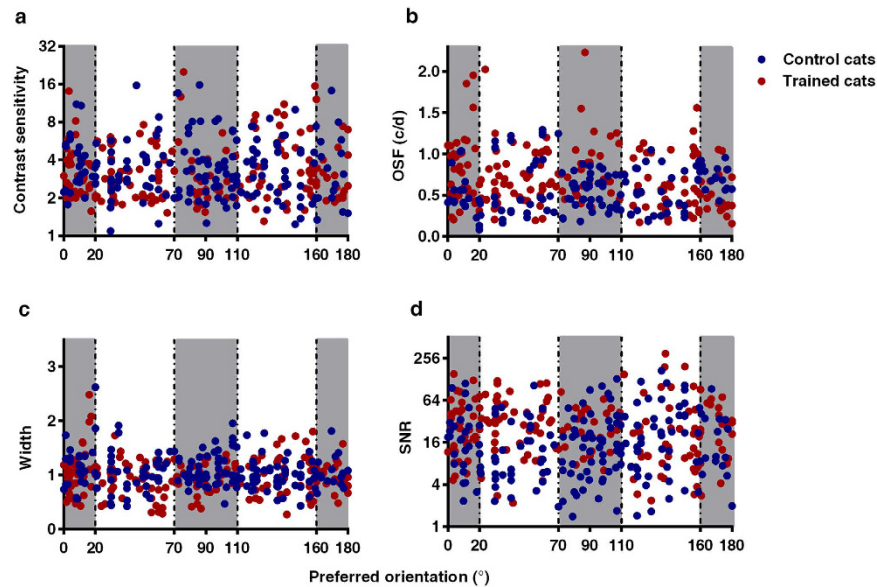 a
Contrast sensitivity
32
16
8
4
2
1
0 20 70 90 110 160 180
b
OSF (c/d)
2.0
1.5
1.0
0.5
0.0
0 20 70 90 110 160 180
Control cats
Trained cats
c
Width
3
2
1
0
0 20 70 90 110 160 180
d
SNR
256
64
16
4
1
0 20 70 90 110 160 180
Preferred orientation (°)